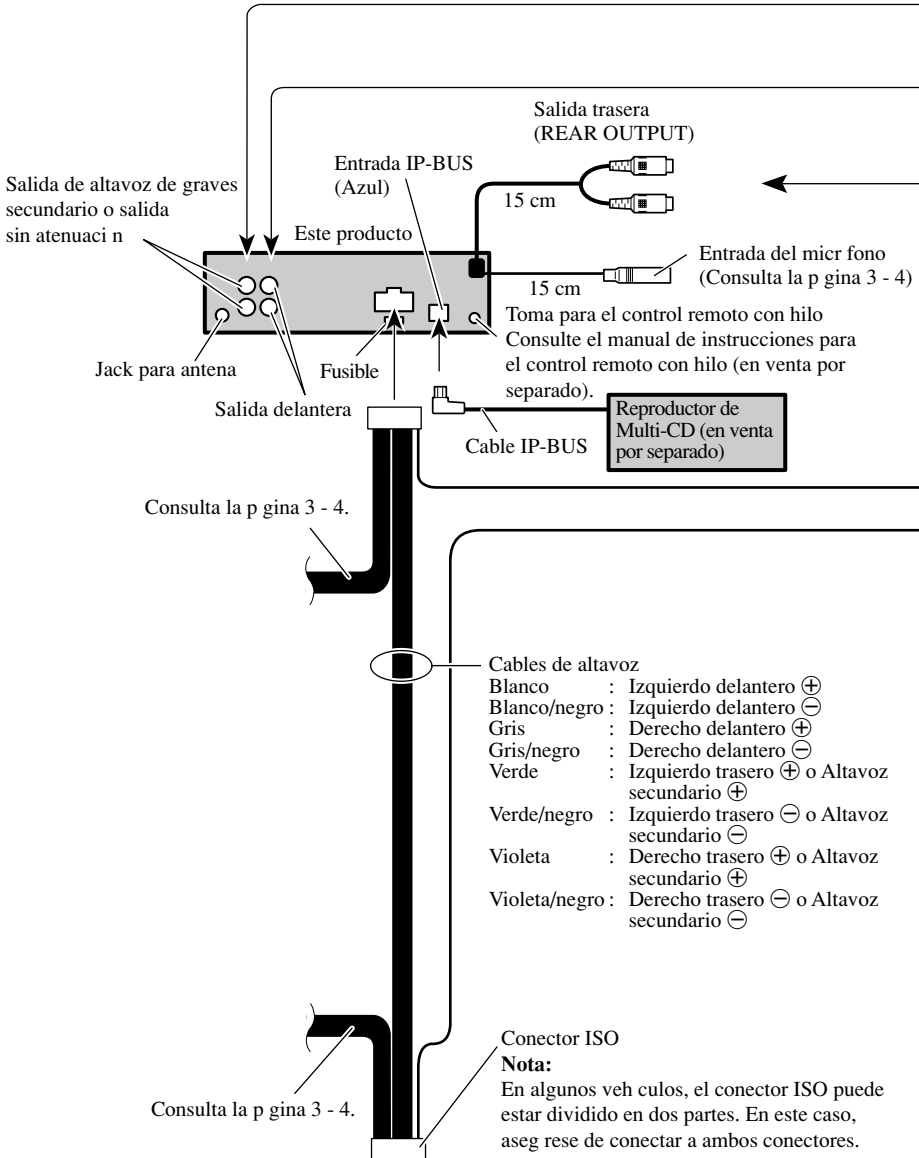 Salida trasera
(REAR OUTPUT)
Entrada IP-BUS
(Azul)
15 cm
Salida de altavoz de graves
secundario o salida
sin atenuaci n
Este producto
Entrada del micr fono
(Consulta la p gina 3 - 4)
15 cm
Toma para el control remoto con hilo
Consulte el manual de instrucciones para
el control remoto con hilo (en venta por
separado).
Jack para antena
Fusible
Salida delantera
Cable IP-BUS
Reproductor de
Multi-CD (en venta
por separado)
Consulta la p gina 3 - 4.
Cables de altavoz
Blanco : Izquierdo delantero ⊕
Blanco/negro : Izquierdo delantero ⊖
Gris : Derecho delantero ⊕
Gris/negro : Derecho delantero ⊖
Verde : Izquierdo trasero ⊕ o Altavoz
secundario ⊕
Verde/negro : Izquierdo trasero ⊖ o Altavoz
secundario ⊖
Violeta : Derecho trasero ⊕ o Altavoz
secundario ⊕
Violeta/negro : Derecho trasero ⊖ o Altavoz
secundario ⊖
Conector ISO
Nota:
En algunos veh culos, el conector ISO puede
estar dividido en dos partes. En este caso,
aseg rese de conectar a ambos conectores.
Consulta la p gina 3 - 4.